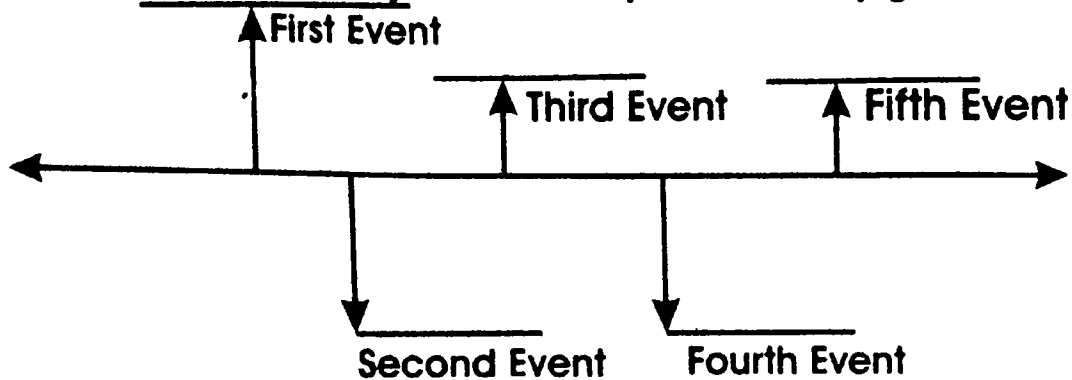 First Event
Third Event
Fifth Event
Second Event
Fourth Event